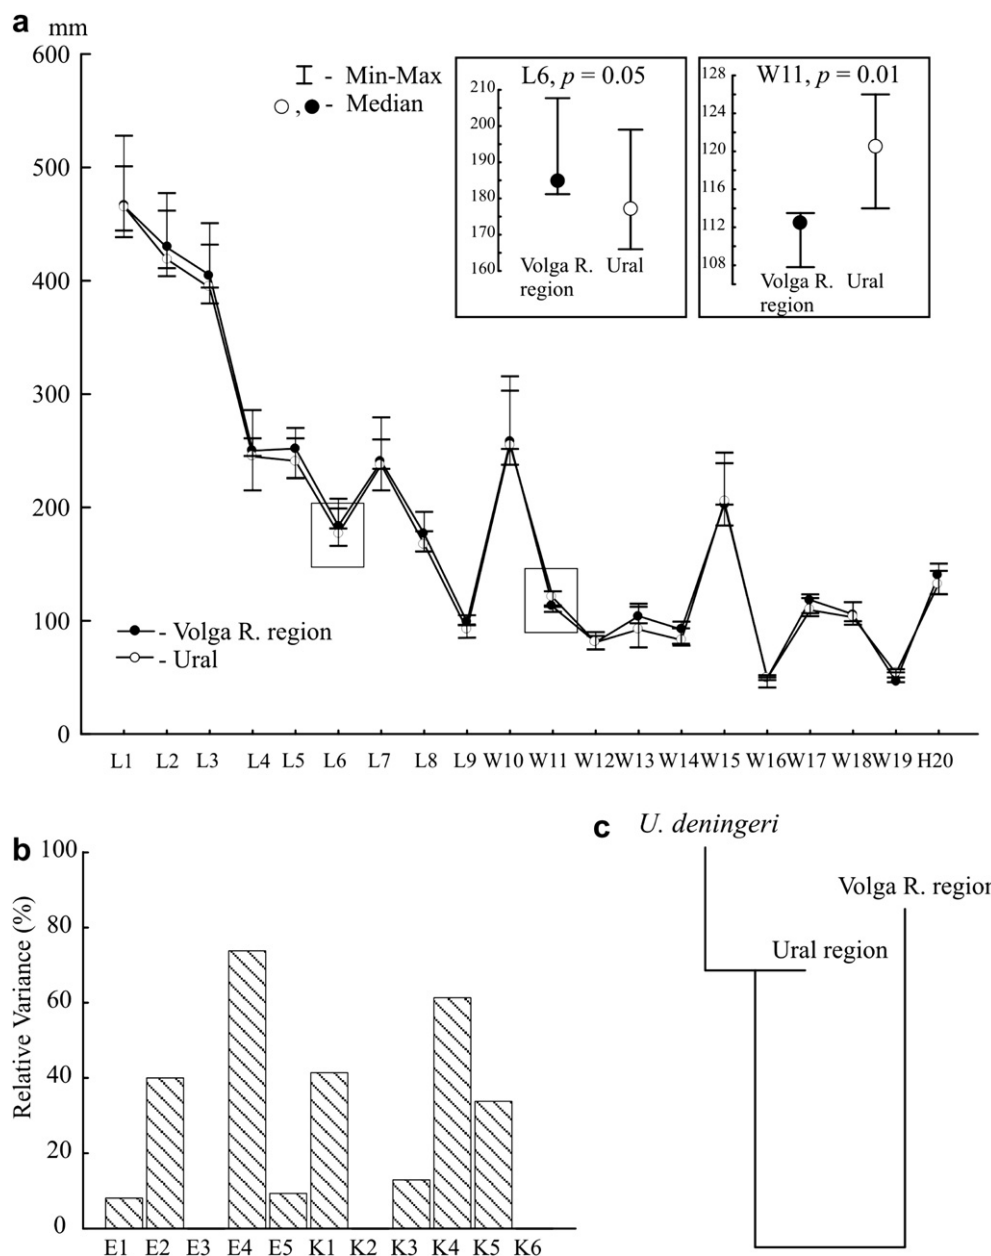 a
mm
600
500
400
300
200
100
0
I - Min-Max
○ , ● - Median
L6, p = 0.05
210
200
190
180
170
160
Volga R.
region
Ural
W11, p = 0.01
128
124
120
116
112
108
Volga R.
region
Ural
- Volga R. region
- Ural
L1 L2 L3 L4 L5 L6 L7 L8 L9 W10 W11 W12 W13 W14 W15 W16 W17 W18 W19 H20
b
Relative Variance (%)
100
80
60
40
20
0
E1 E2 E3 E4 E5 K1 K2 K3 K4 K5 K6
c
U. deningeri
Volga R. region
Ural region